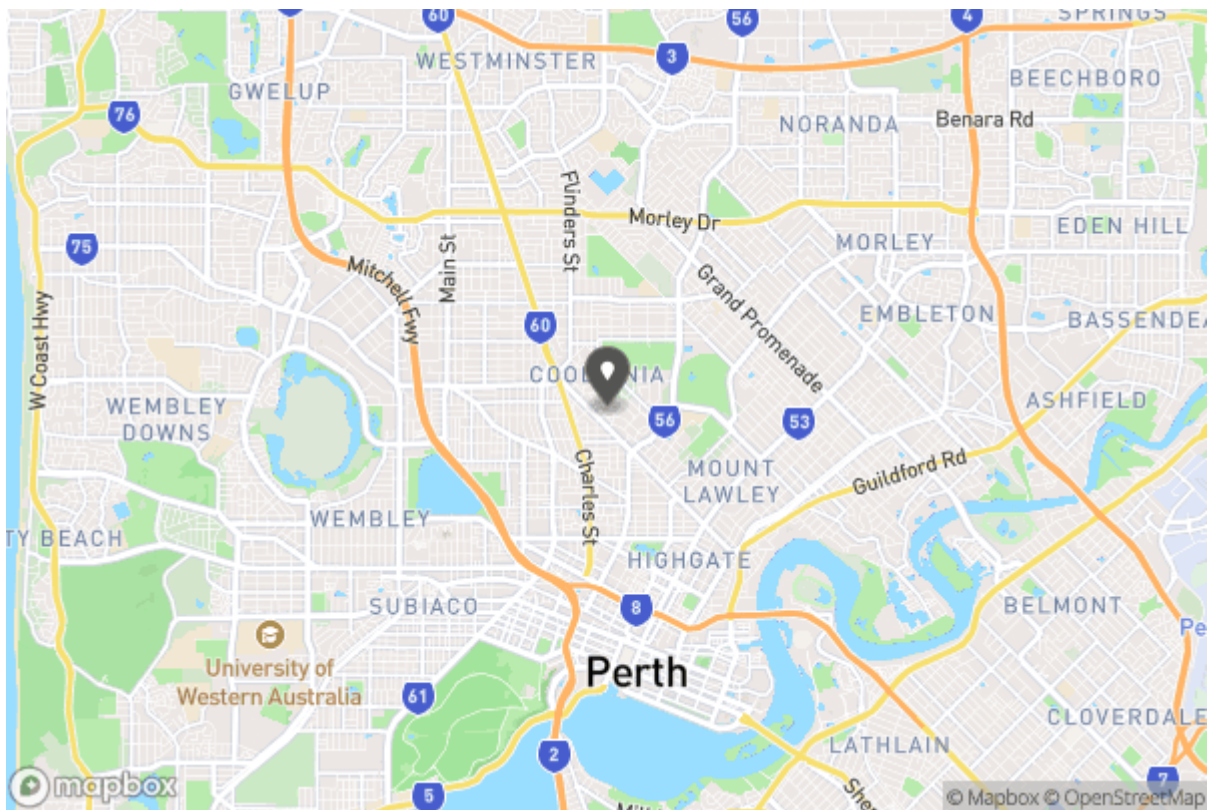 60
56
4
SPRINGS
WESTMINSTER
3
BEECHBORO
GWELUP
76
NORANDA
Benara Rd
Flinders St
Morley Dr
EDEN HILL
75
Main St
MORLEY
Mitchell Fwy
Grand Promenade
W Coast Hwy
60
EMBLETON
BASSENDEA
COO
NIA
WEMBLEY
DOWNS
56
53
ASHFIELD
MOUNT
LAWLEY
Guildford Rd
Charles St
WEMBLEY
TY BEACH
HIGHGATE
SUBIACO
8
BELMONT
University of
Western Australia
Perth
Pe
61
CLOVERDALE
LATHLAIN
2
5
7
mapbox
© Mapbox © OpenStreetMap